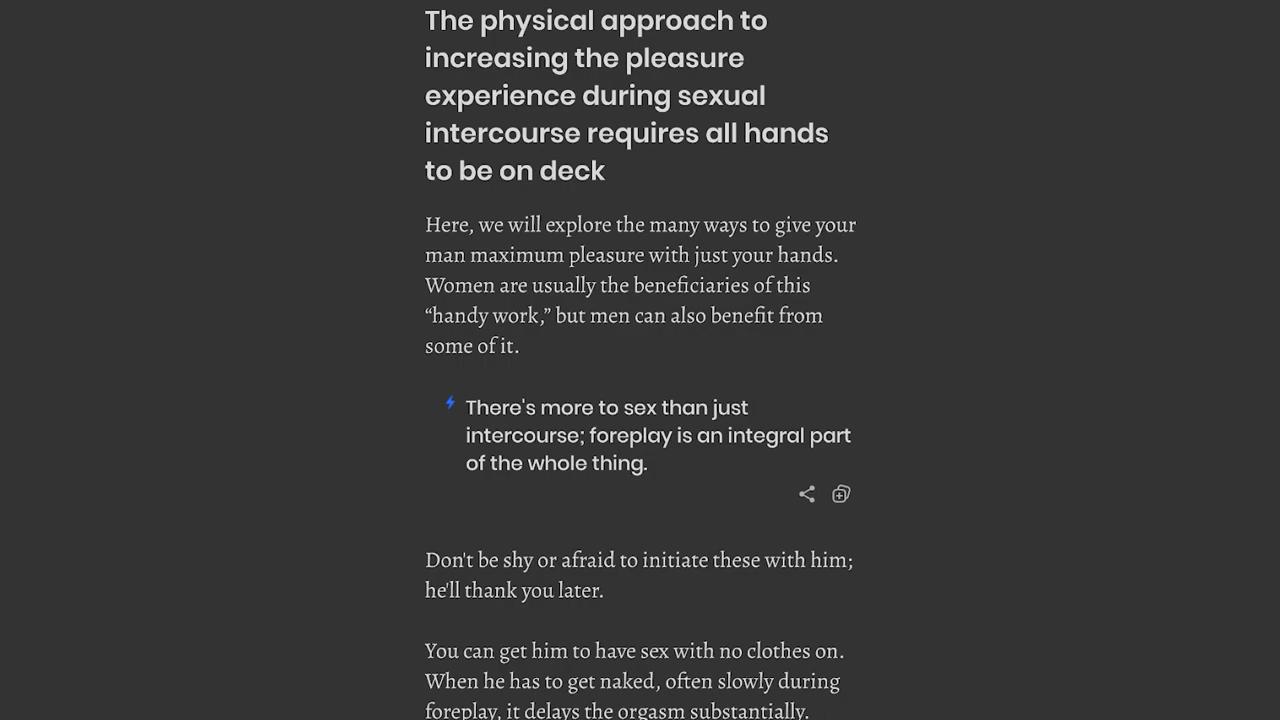 The physical approach to
increasing the pleasure
experience during sexual
intercourse requires all hands
to be on deck
Here, we will explore the many ways to give your
man maximum pleasure with just your hands.
Women are usually the beneficiaries of this
“handy work,” but men can also benefit from
some of it.
There's more to sex than just
intercourse; foreplay is an integral part
of the whole thing.
Don't be shy or afraid to initiate these with him;
he'll thank you later.
You can get him to have sex with no clothes on.
When he has to get naked, often slowly during
foreplay, it delays the orgasm substantially.